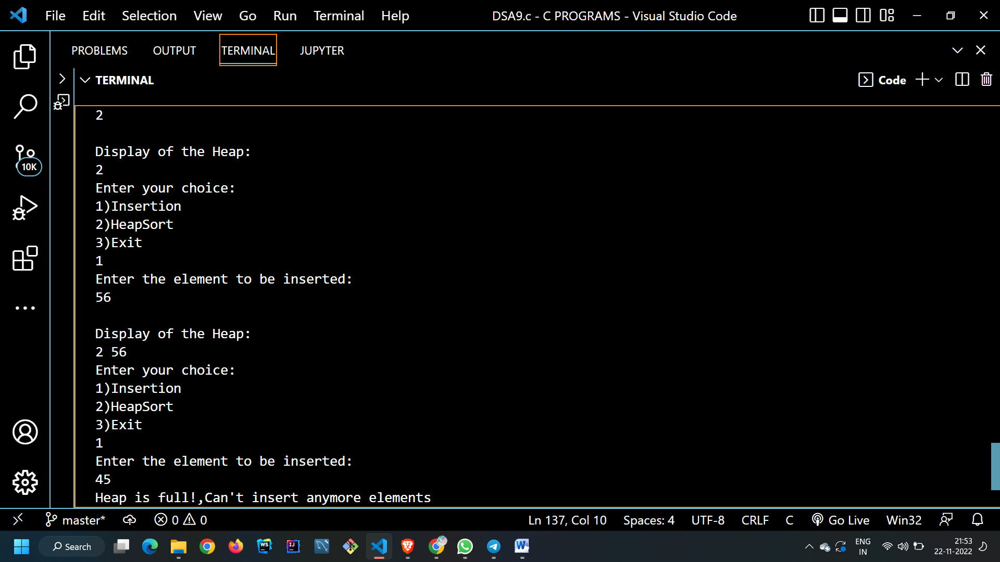 File Edit Selection View Go Run Terminal Help DSA9.c - C PROGRAMS - Visual Studio Code
PROBLEMS OUTPUT TERMINAL JUPYTER
TERMINAL Code
2
Display of the Heap:
2
Enter your choice:
1)Insertion
2)HeapSort
3)Exit
1
Enter the element to be inserted:
56
Display of the Heap:
2 56
Enter your choice:
1)Insertion
2)HeapSort
3)Exit
1
Enter the element to be inserted:
45
Heap is full!,Can't insert anymore elements
10K
master* 0 0 Ln 137, Col 10 Spaces: 4 UTF-8 CRLF C Go Live Win32
Search WS IJ W ENG IN 21:53
22-11-2022